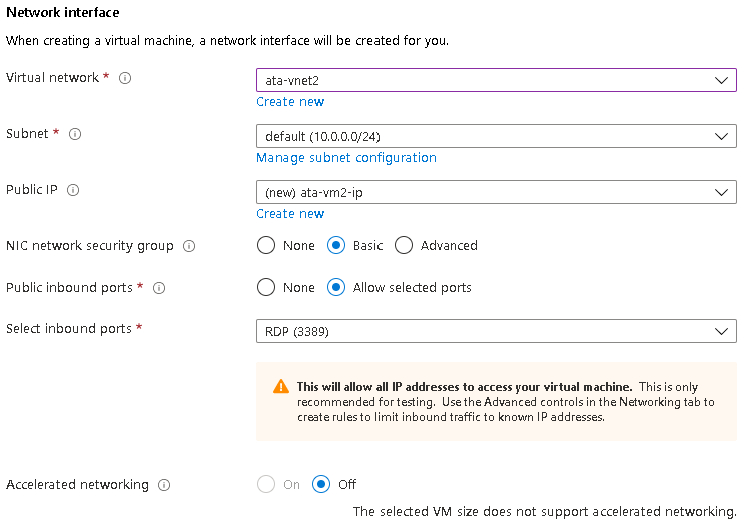 Network interface
When creating a virtual machine, a network interface will be created for you.
Virtual network *
ata-vnet2
Create new
Subnet *
default (10.0.0.0/24)
Manage subnet configuration
Public IP
(new) ata-vm2-ip
Create new
NIC network security group
None Basic Advanced
Public inbound ports *
None Allow selected ports
Select inbound ports *
RDP (3389)
This will allow all IP addresses to access your virtual machine. This is only
recommended for testing. Use the Advanced controls in the Networking tab to
create rules to limit inbound traffic to known IP addresses.
Accelerated networking
On Off
The selected VM size does not support accelerated networking.